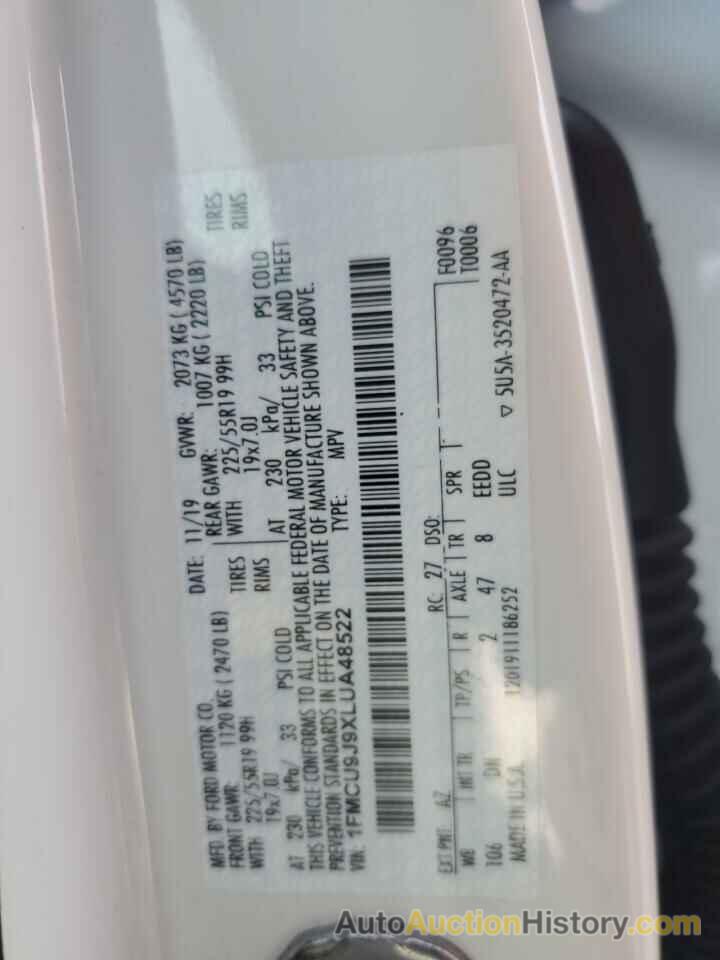 MFD. BY FORD MOTOR CO.
DATE: 11/19 GVWR: 2073 KG ( 4570 LB)
FRONT GAWR: 1120 KG ( 2470 LB) REAR GAWR: 1007 KG ( 2220 LB)
WITH 225/55R19 99H TIRES WITH 225/55R19 99H TIRES
19x7.0J RIMS 19x7.0J RIMS
AT 230 kPa/ 33 PSI COLD AT 230 kPa/ 33 PSI COLD
THIS VEHICLE CONFORMS TO ALL APPLICABLE FEDERAL MOTOR VEHICLE SAFETY AND THEFT
PREVENTION STANDARDS IN EFFECT ON THE DATE OF MANUFACTURE SHOWN ABOVE.
VIN: 1FMCU9J9XLUA48522 TYPE: MPV
EXT PNT: AZ RC: 27 DSO: F0096
WB INT TR TP/PS R AXLE TR SPR T0006
106 DN 2 47 8 EEDD
MADE IN U.S.A. 1201911186252 ULC ▽ 5U5A-3520472-AA
AutoAuctionHistory.com